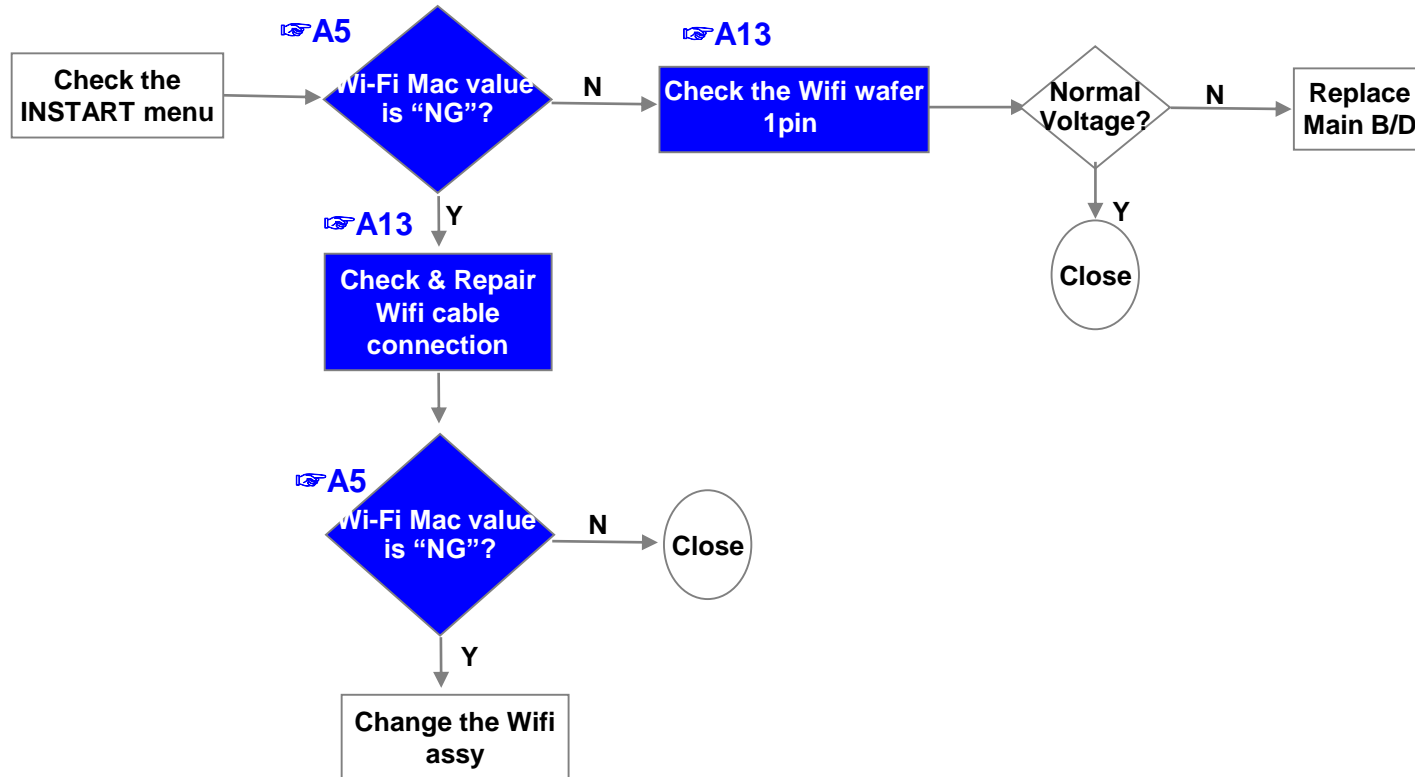 ☞A5
☞A13
Check the
INSTART menu
Wi-Fi Mac value
is “NG”?
N
Check the Wifi wafer
1pin
Normal
Voltage?
N
Replace
Main B/D
Y
☞A13
Y
Close
Check & Repair
Wifi cable
connection
☞A5
Wi-Fi Mac value
is “NG”?
N
Close
Y
Change the Wifi
assy